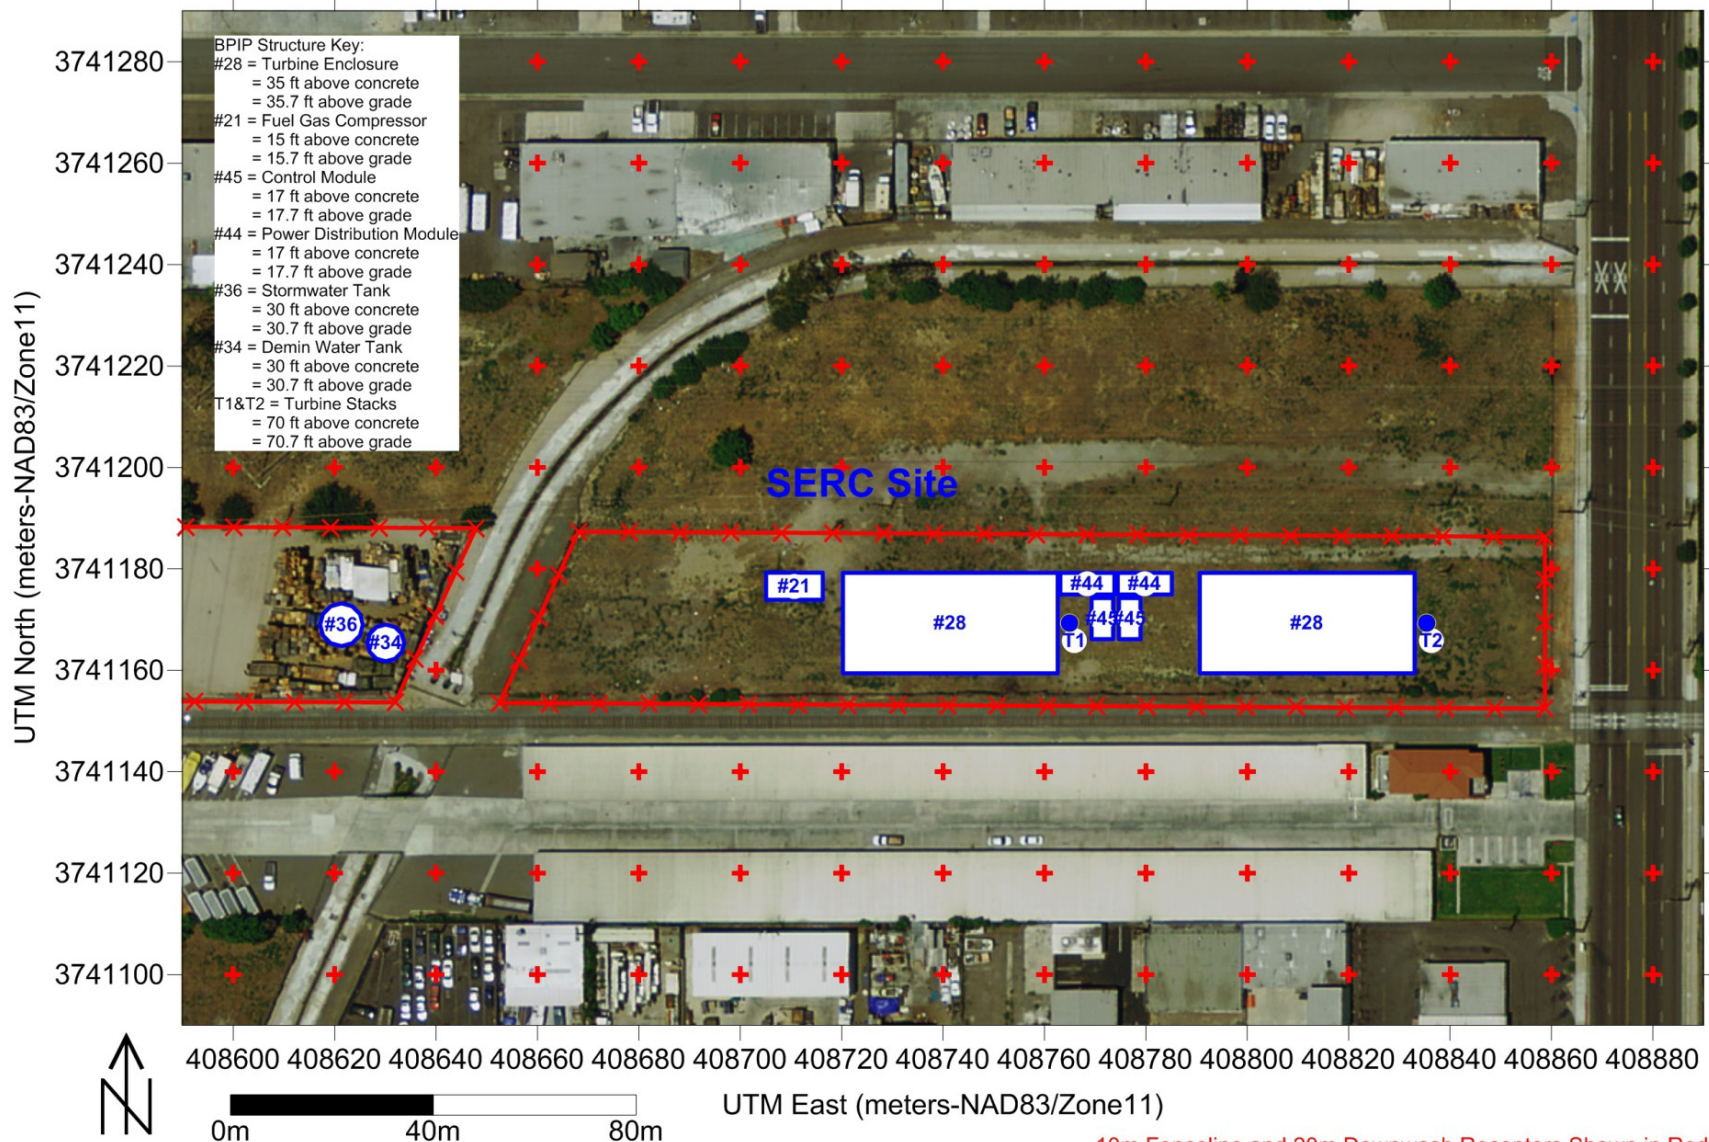 BPIP Structure Key:
#28 = Turbine Enclosure
= 35 ft above concrete
= 35.7 ft above grade
#21 = Fuel Gas Compressor
= 15 ft above concrete
= 15.7 ft above grade
#45 = Control Module
= 17 ft above concrete
= 17.7 ft above grade
#44 = Power Distribution Module
= 17 ft above concrete
= 17.7 ft above grade
#36 = Stormwater Tank
= 30 ft above concrete
= 30.7 ft above grade
#34 = Demin Water Tank
= 30 ft above concrete
= 30.7 ft above grade
T1&T2 = Turbine Stacks
= 70 ft above concrete
= 70.7 ft above grade
UTM North (meters-NAD83/Zone11)
3741280
3741260
3741240
3741220
3741200
3741180
3741160
3741140
3741120
3741100
SERC Site
#21
#44 #44
#36
#34
#28
#45 #45
#28
T1
T2
408600 408620 408640 408660 408680 408700 408720 408740 408760 408780 408800 408820 408840 408860 408880
N
UTM East (meters-NAD83/Zone11)
0m 40m 80m